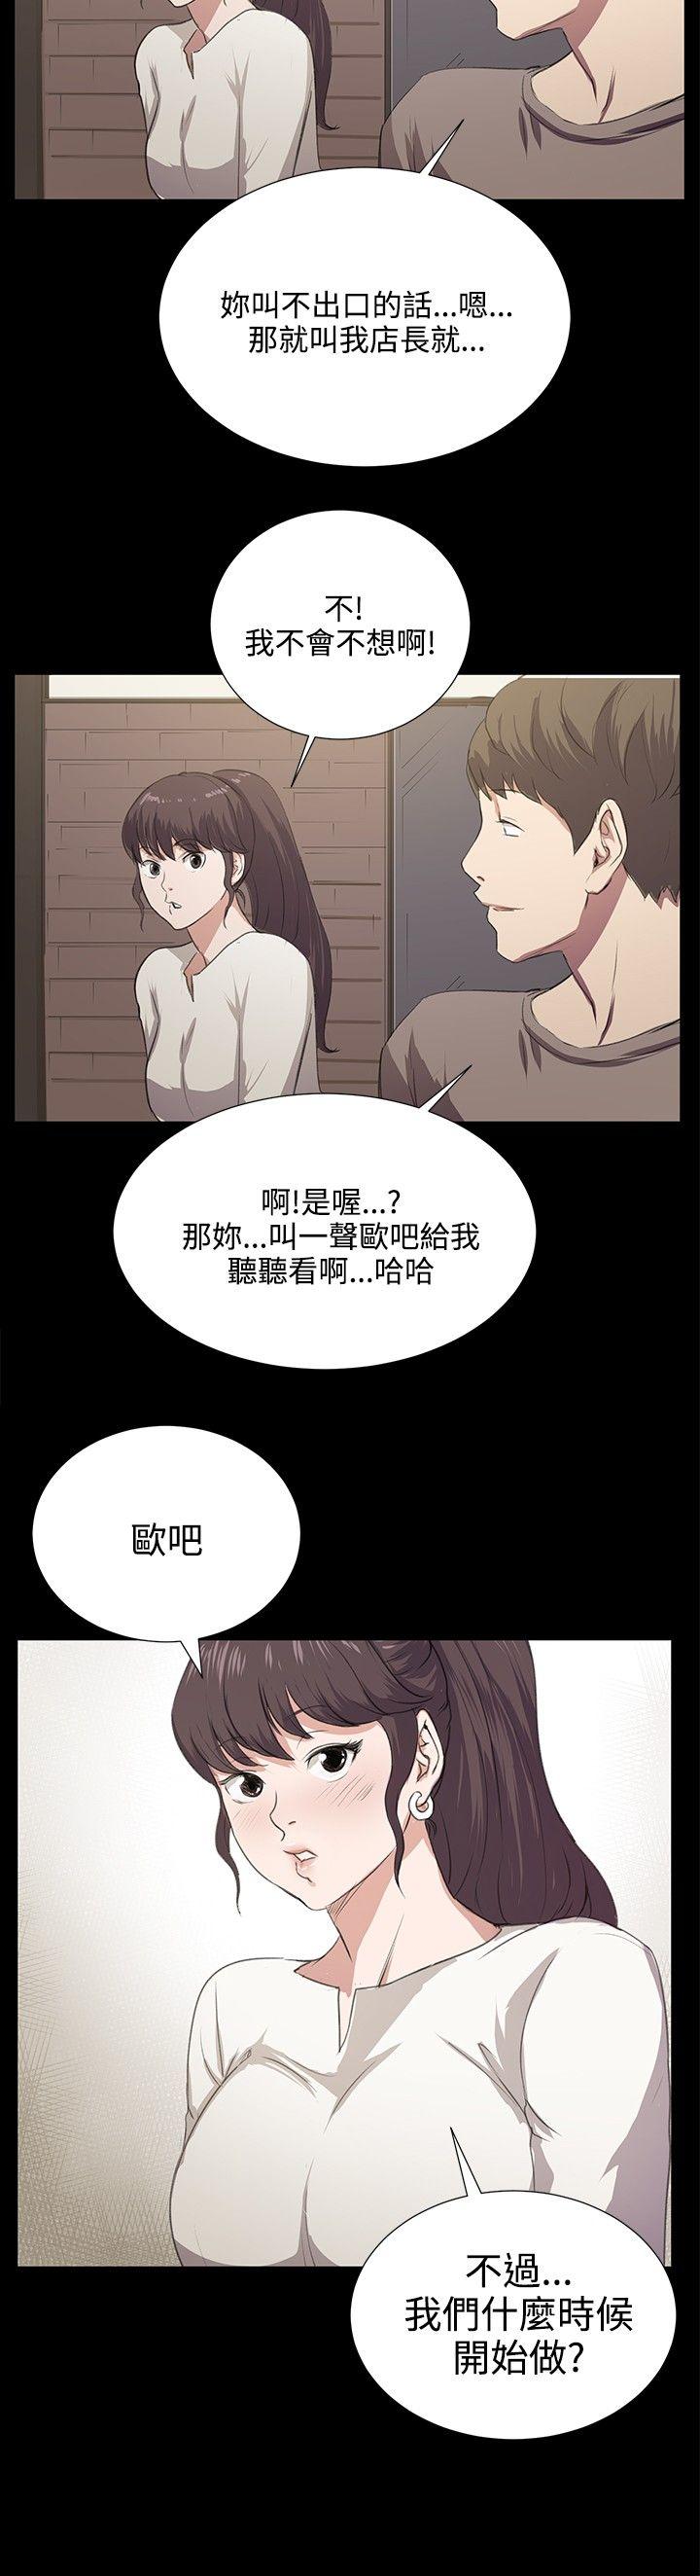 妳叫不出口的話...嗯...
那就叫我店長就...
不!
我不會不想啊!
啊!是喔...?
那妳...叫一聲歐吧給我
聽聽看啊...哈哈
歐吧
不過...
我們什麼時候
開始做?